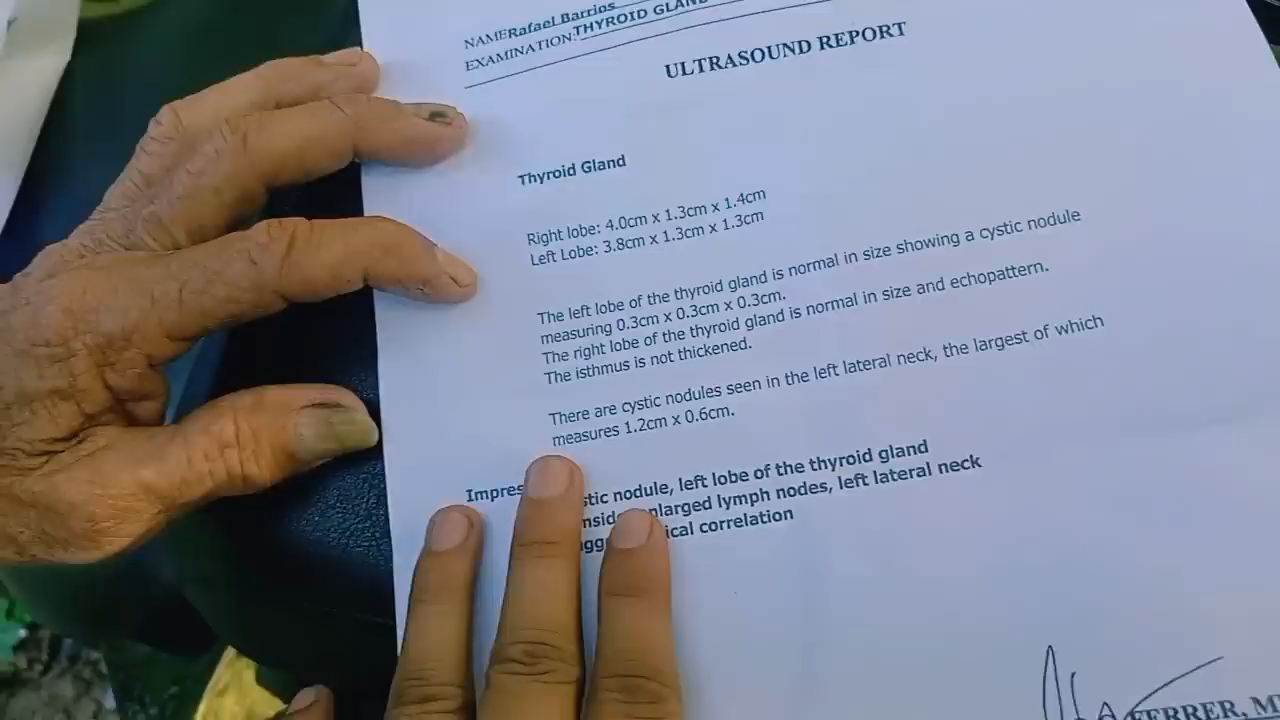 NAMERafael Barrios
EXAMINATION:THYROID GLAND
ULTRASOUND REPORT
Thyroid Gland
Right lobe: 4.0cm x 1.3cm x 1.4cm
Left Lobe: 3.8cm x 1.3cm x 1.3cm
The left lobe of the thyroid gland is normal in size showing a cystic nodule
measuring 0.3cm x 0.3cm x 0.3cm.
The right lobe of the thyroid gland is normal in size and echopattern.
The isthmus is not thickened.
There are cystic nodules seen in the left lateral neck, the largest of which
measures 1.2cm x 0.6cm.
Impres stic nodule, left lobe of the thyroid gland
nlarged lymph nodes, left lateral neck
ical correlation
FERRER, M